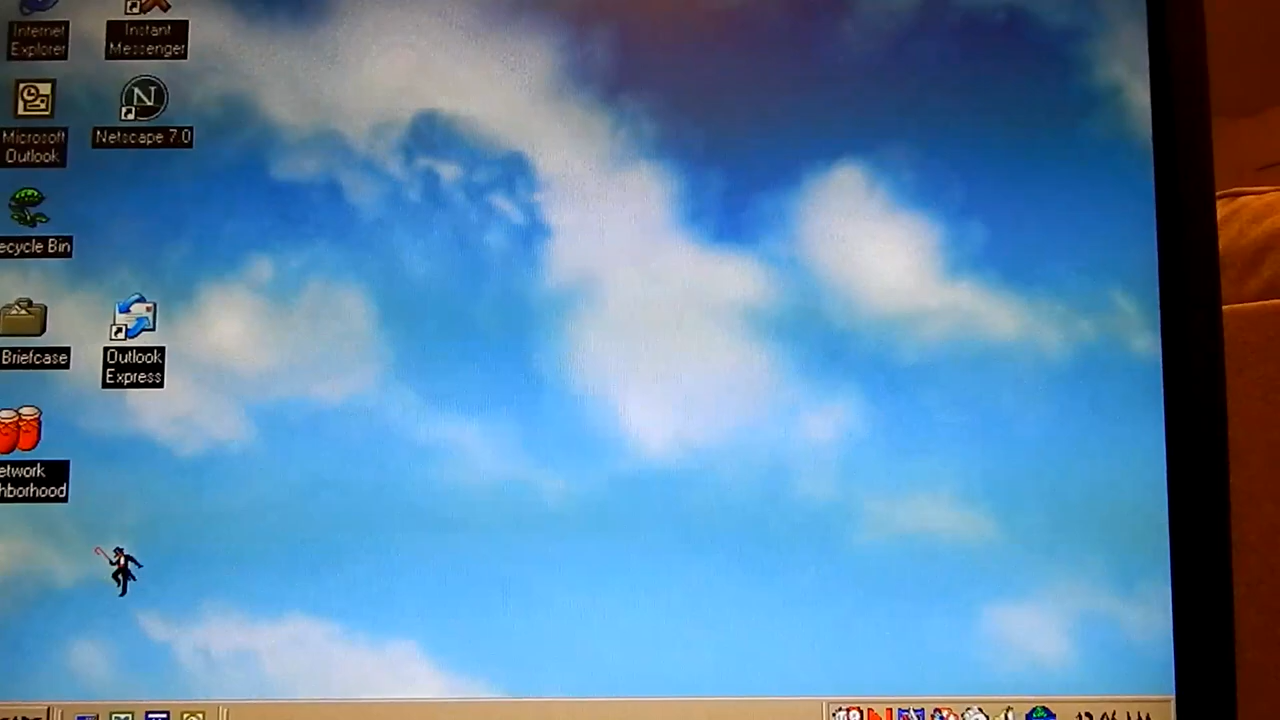 Internet
Explorer
Instant
Messenger
Microsoft
Outlook
Netscape 7.0
ecycle Bin
Briefcase
Outlook
Express
etwork
hborhood